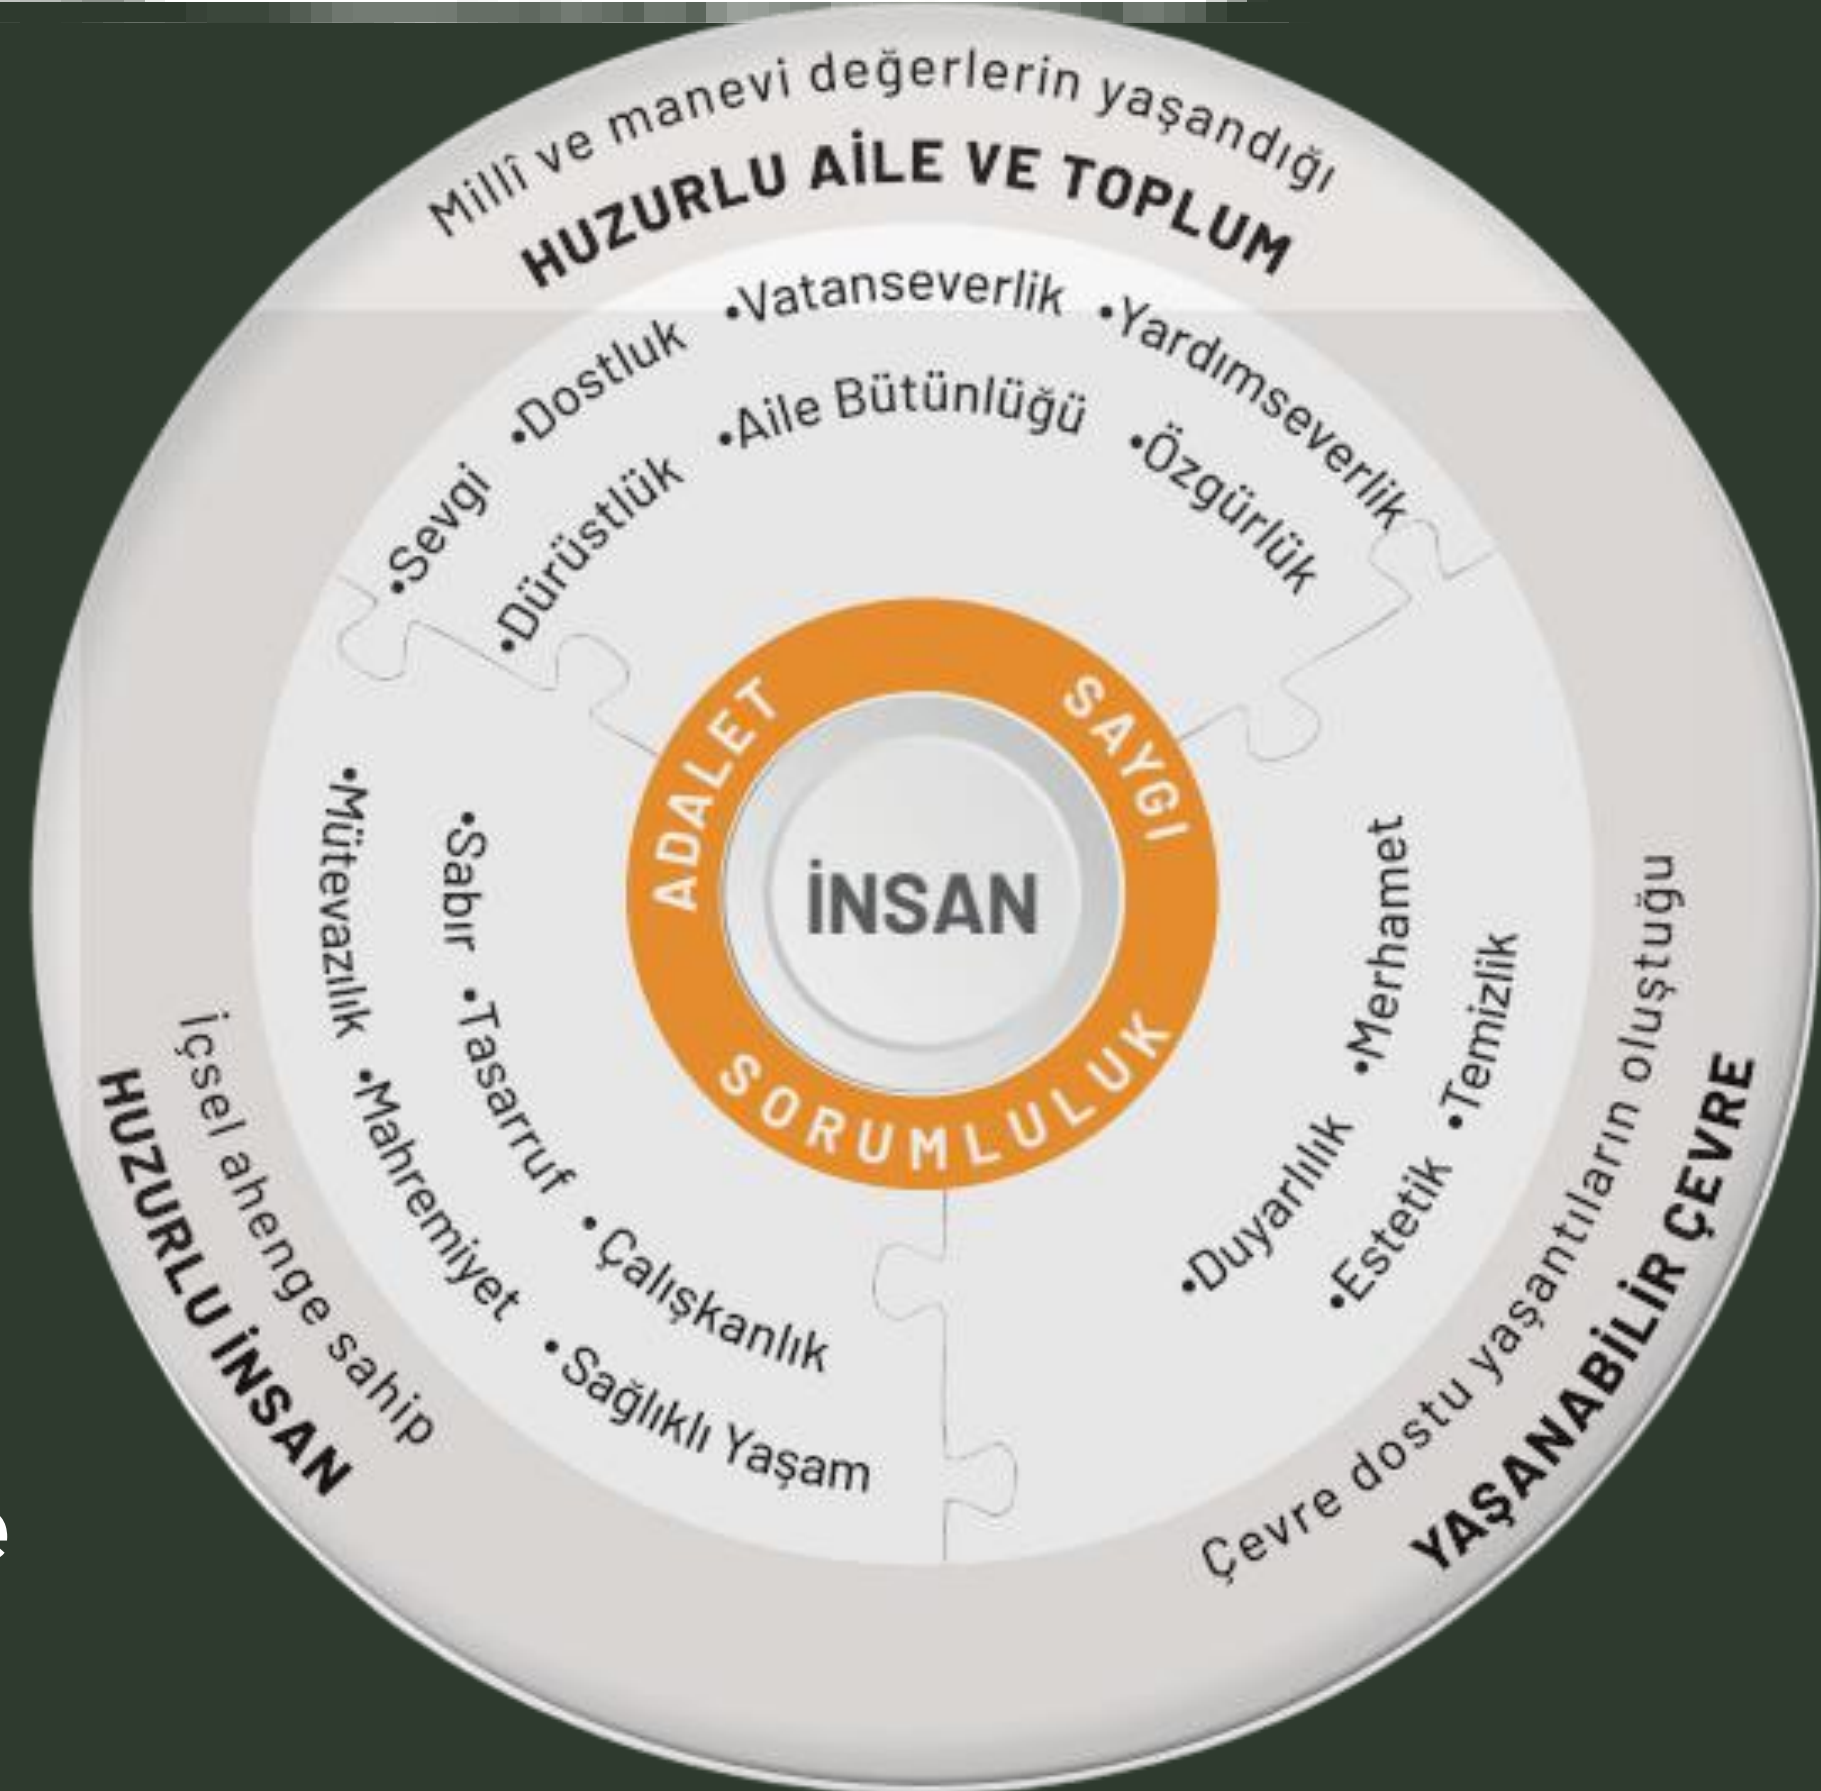 Millî ve manevi değerlerin yaşandığı
HUZURLU AİLE VE TOPLUM
•Sevgi •Dostluk •Vatanseverlik •Yardımseverlik
•Dürüstlük •Aile Bütünlüğü •Özgürlük
ADALET
SAYGI
SORUMLULUK
İNSAN
•Mütevazılık •Mahremiyet • Sağlıklı Yaşam
•Sabır •Tasarruf • Çalışkanlık
İçsel ahenge sahip
HUZURLU İNSAN
•Duyarlılık •Merhamet
•Estetik •Temizlik
Çevre dostu yaşantıların oluştuğu
YAŞANABİLİR ÇEVRE
e